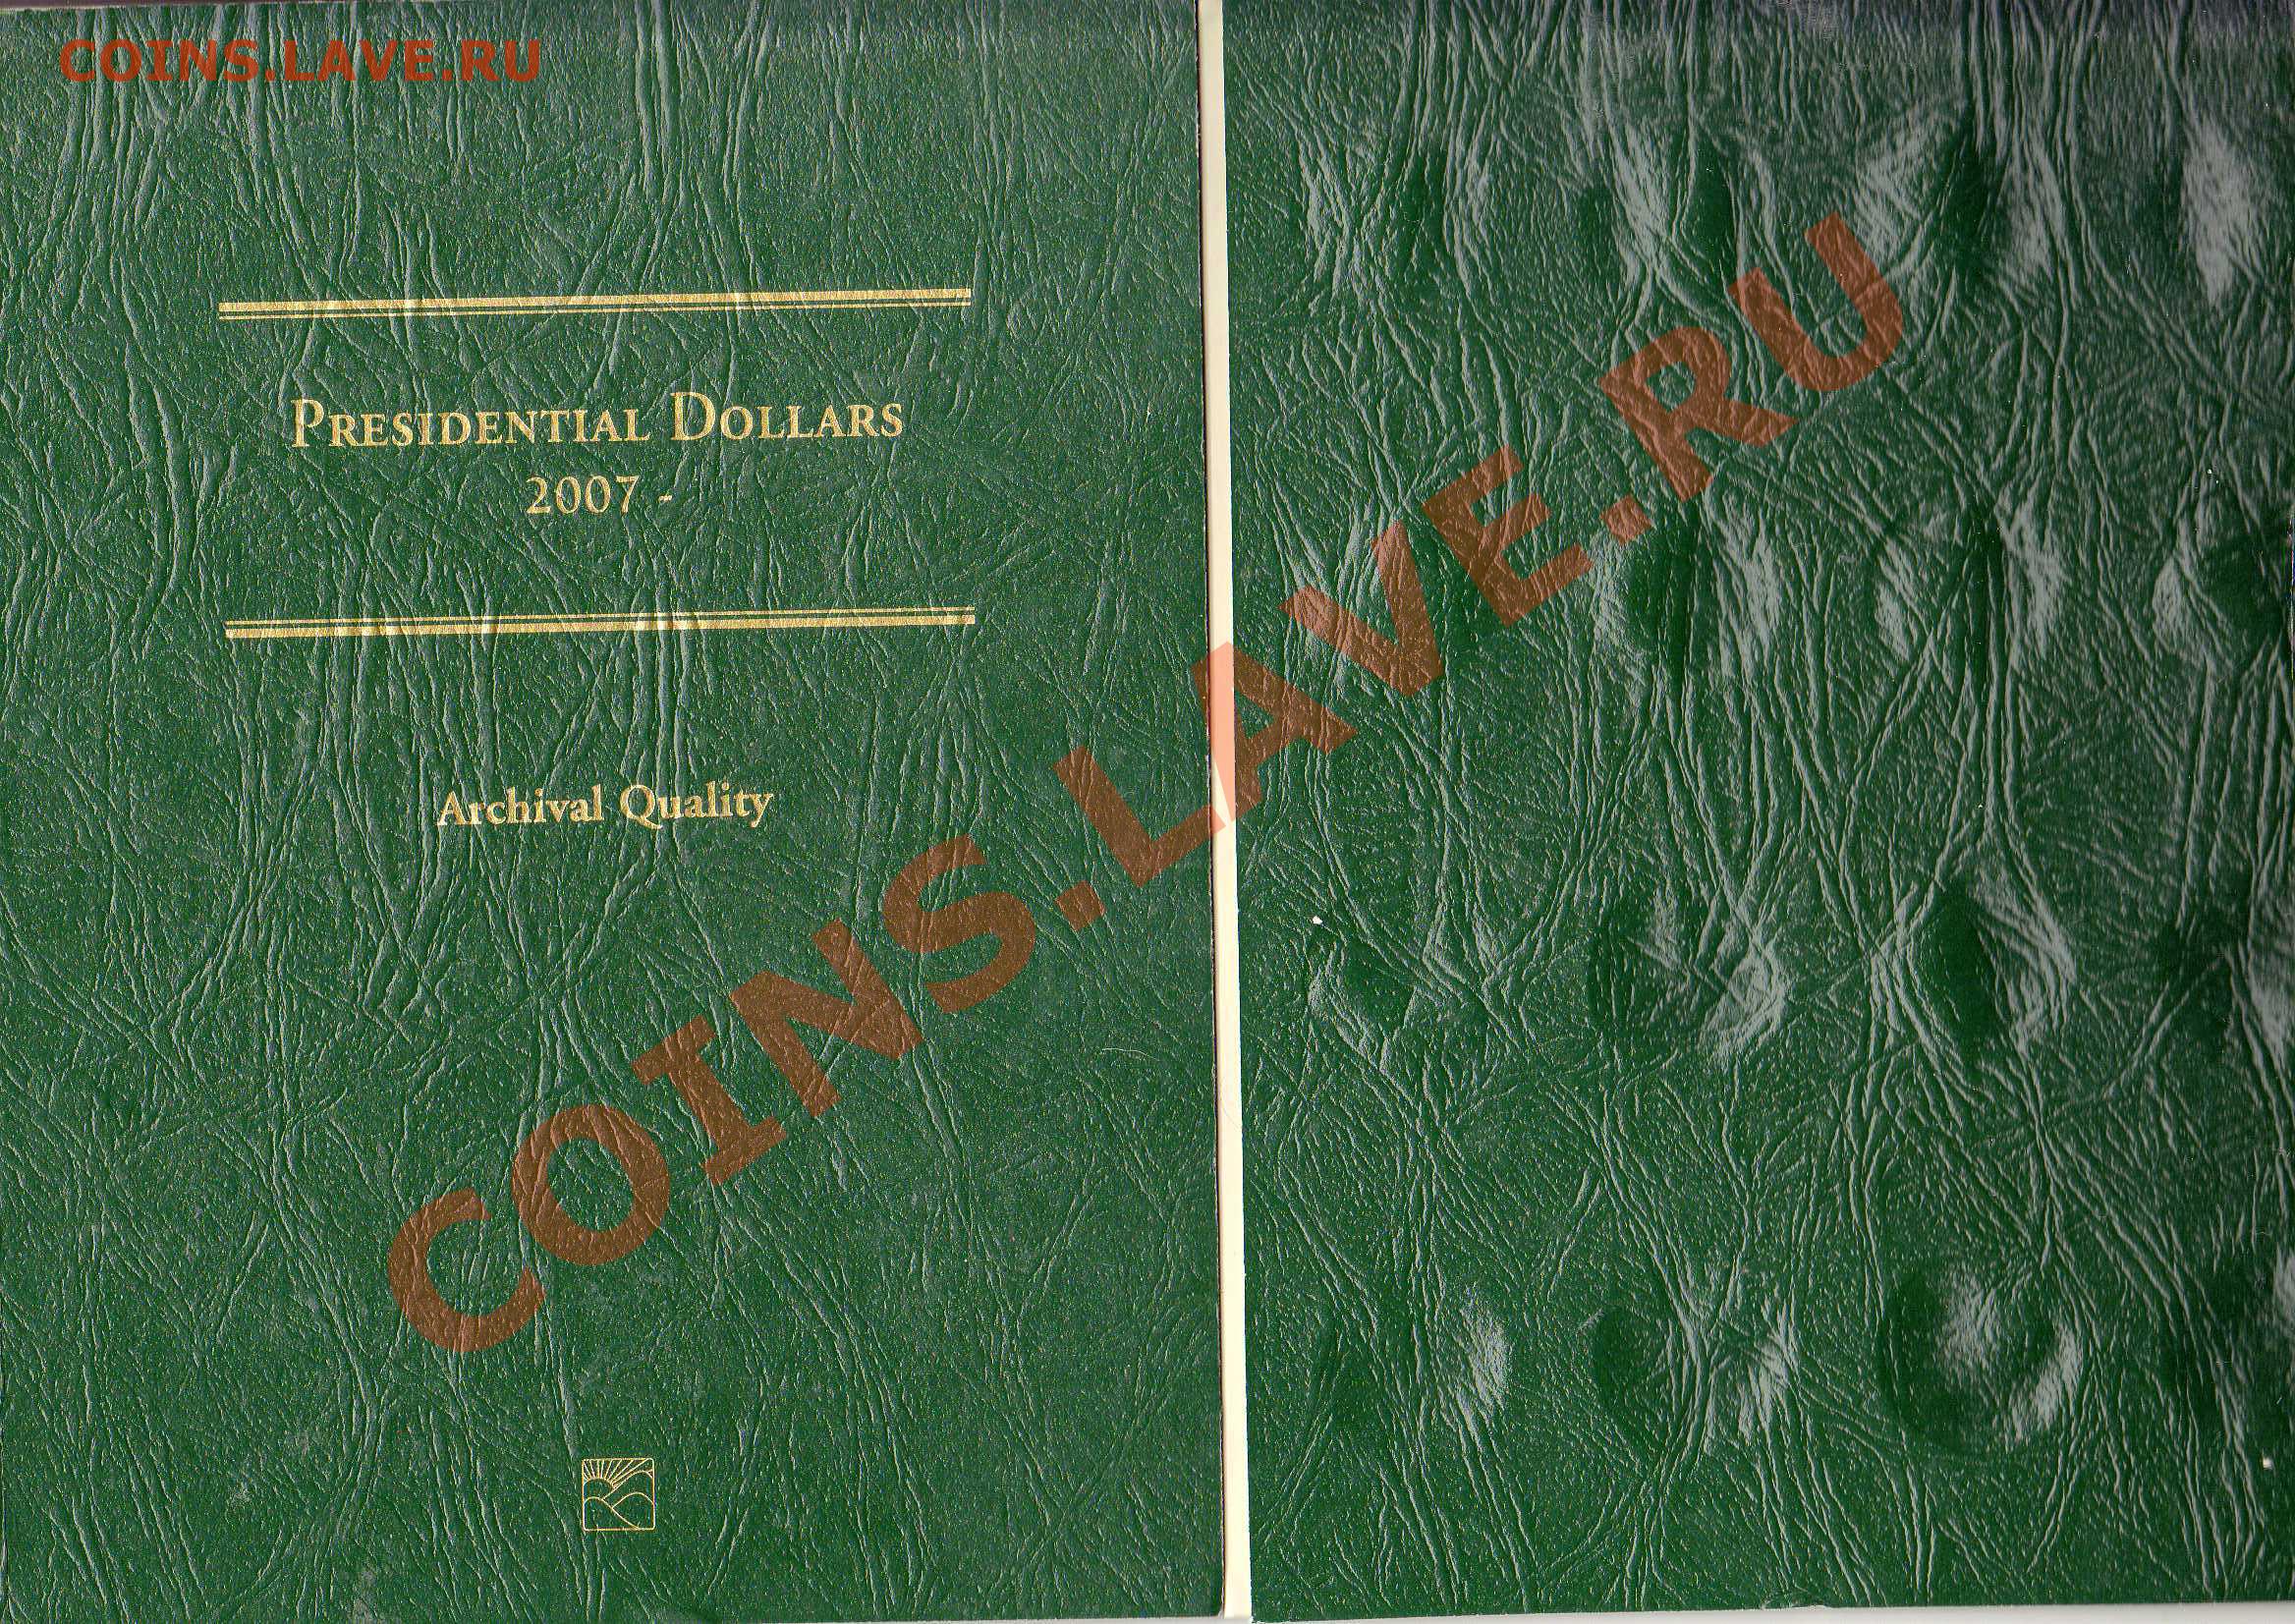 COINS.LAVE.RU
PRESIDENTIAL DOLLARS
2007 -
Archival Quality
COINS.LAVE.RU